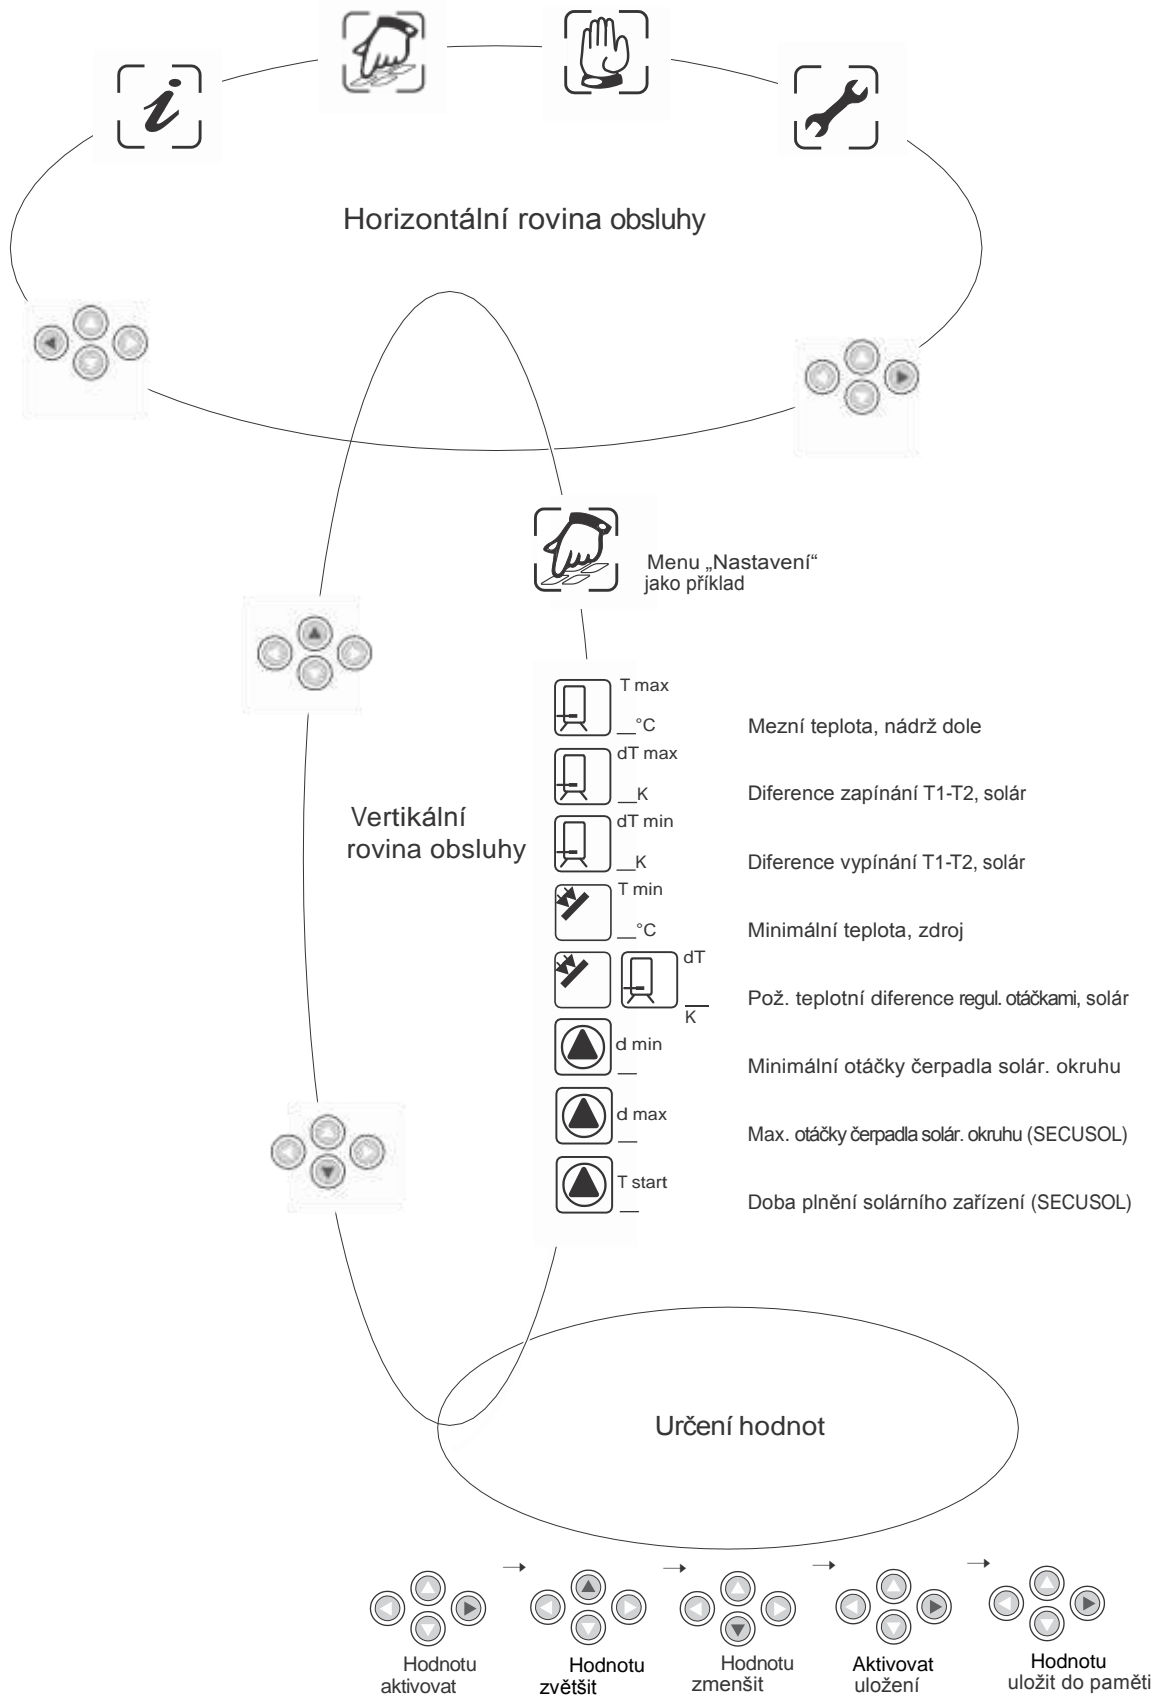 Horizontální rovina obsluhy
Menu „Nastavení“
jako příklad
T max
__°C
Mezní teplota, nádrž dole
dT max
__K
Diference zapínání T1-T2, solár
Vertikální
rovina obsluhy
dT min
__K
Diference vypínání T1-T2, solár
T min
__°C
Minimální teplota, zdroj
dT
__
K
Pož. teplotní diference regul. otáčkami, solár
d min
__
Minimální otáčky čerpadla solár. okruhu
d max
__
Max. otáčky čerpadla solár. okruhu (SECUSOL)
T start
__
Doba plnění solárního zařízení (SECUSOL)
Určení hodnot
Hodnotu
aktivovat
Hodnotu
zvětšit
Hodnotu
zmenšit
Aktivovat
uložení
Hodnotu
uložit do paměti